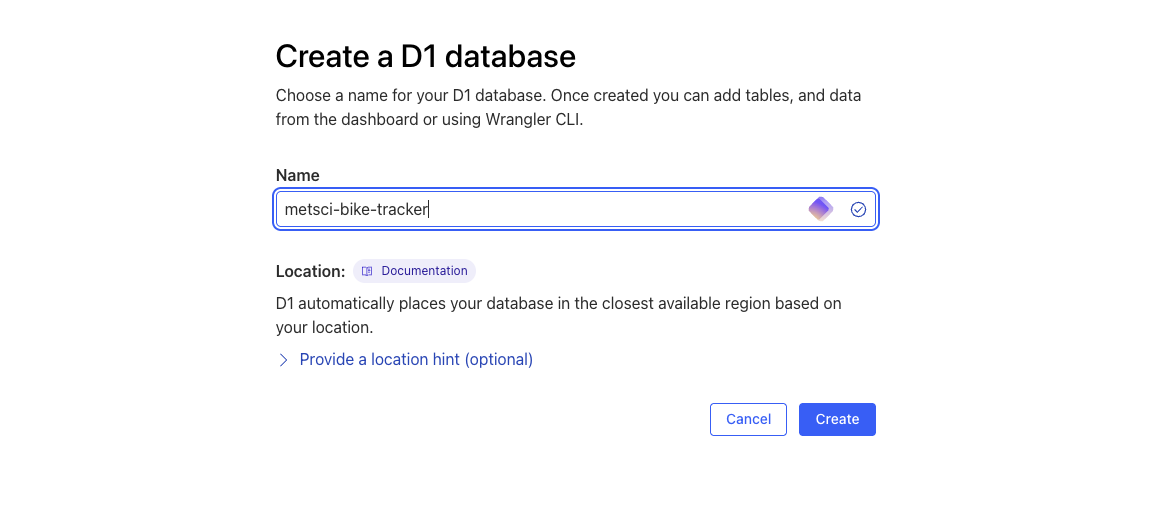 Create a D1 database
Choose a name for your D1 database. Once created you can add tables, and data
from the dashboard or using Wrangler CLI.
Name
metsci-bike-tracker
Location: Documentation
D1 automatically places your database in the closest available region based on
your location.
Provide a location hint (optional)
Cancel Create